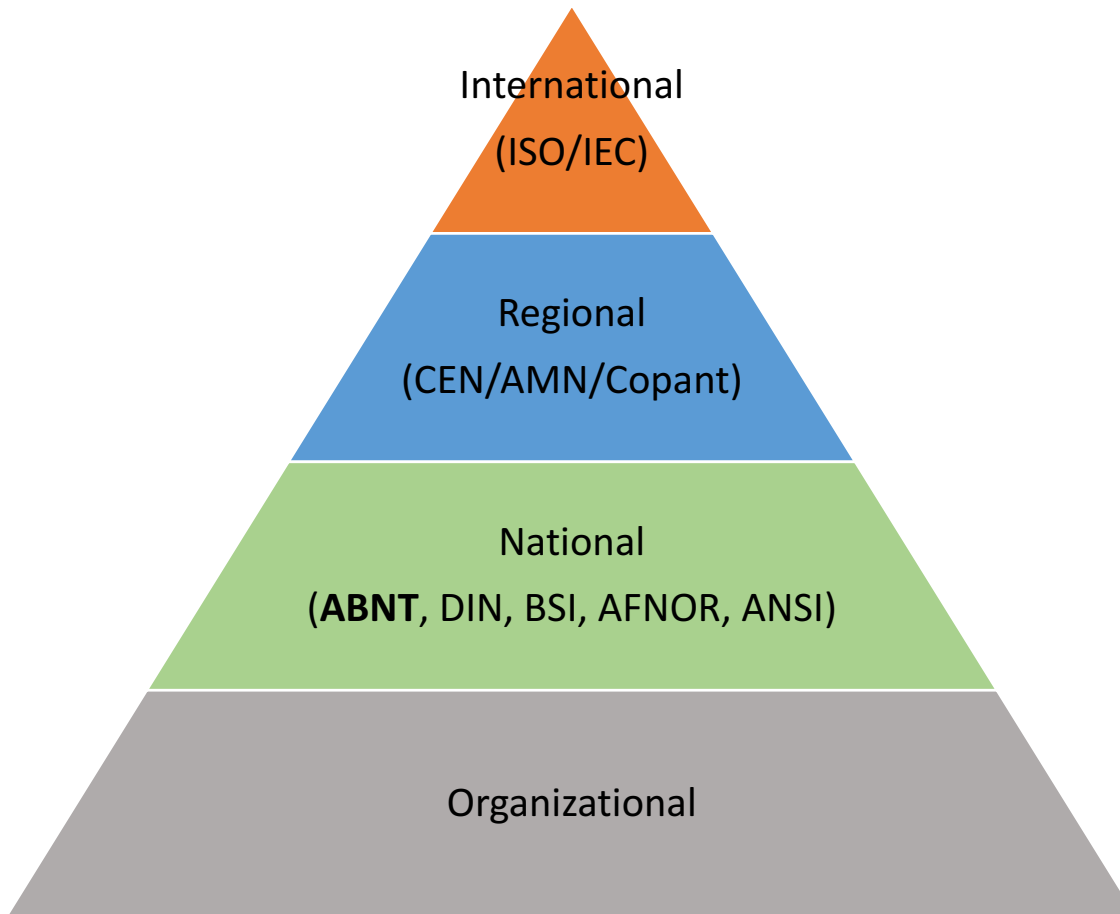 International
(ISO/IEC)
Regional
(CEN/AMN/Copant)
National
(ABNT, DIN, BSI, AFNOR, ANSI)
Organizational